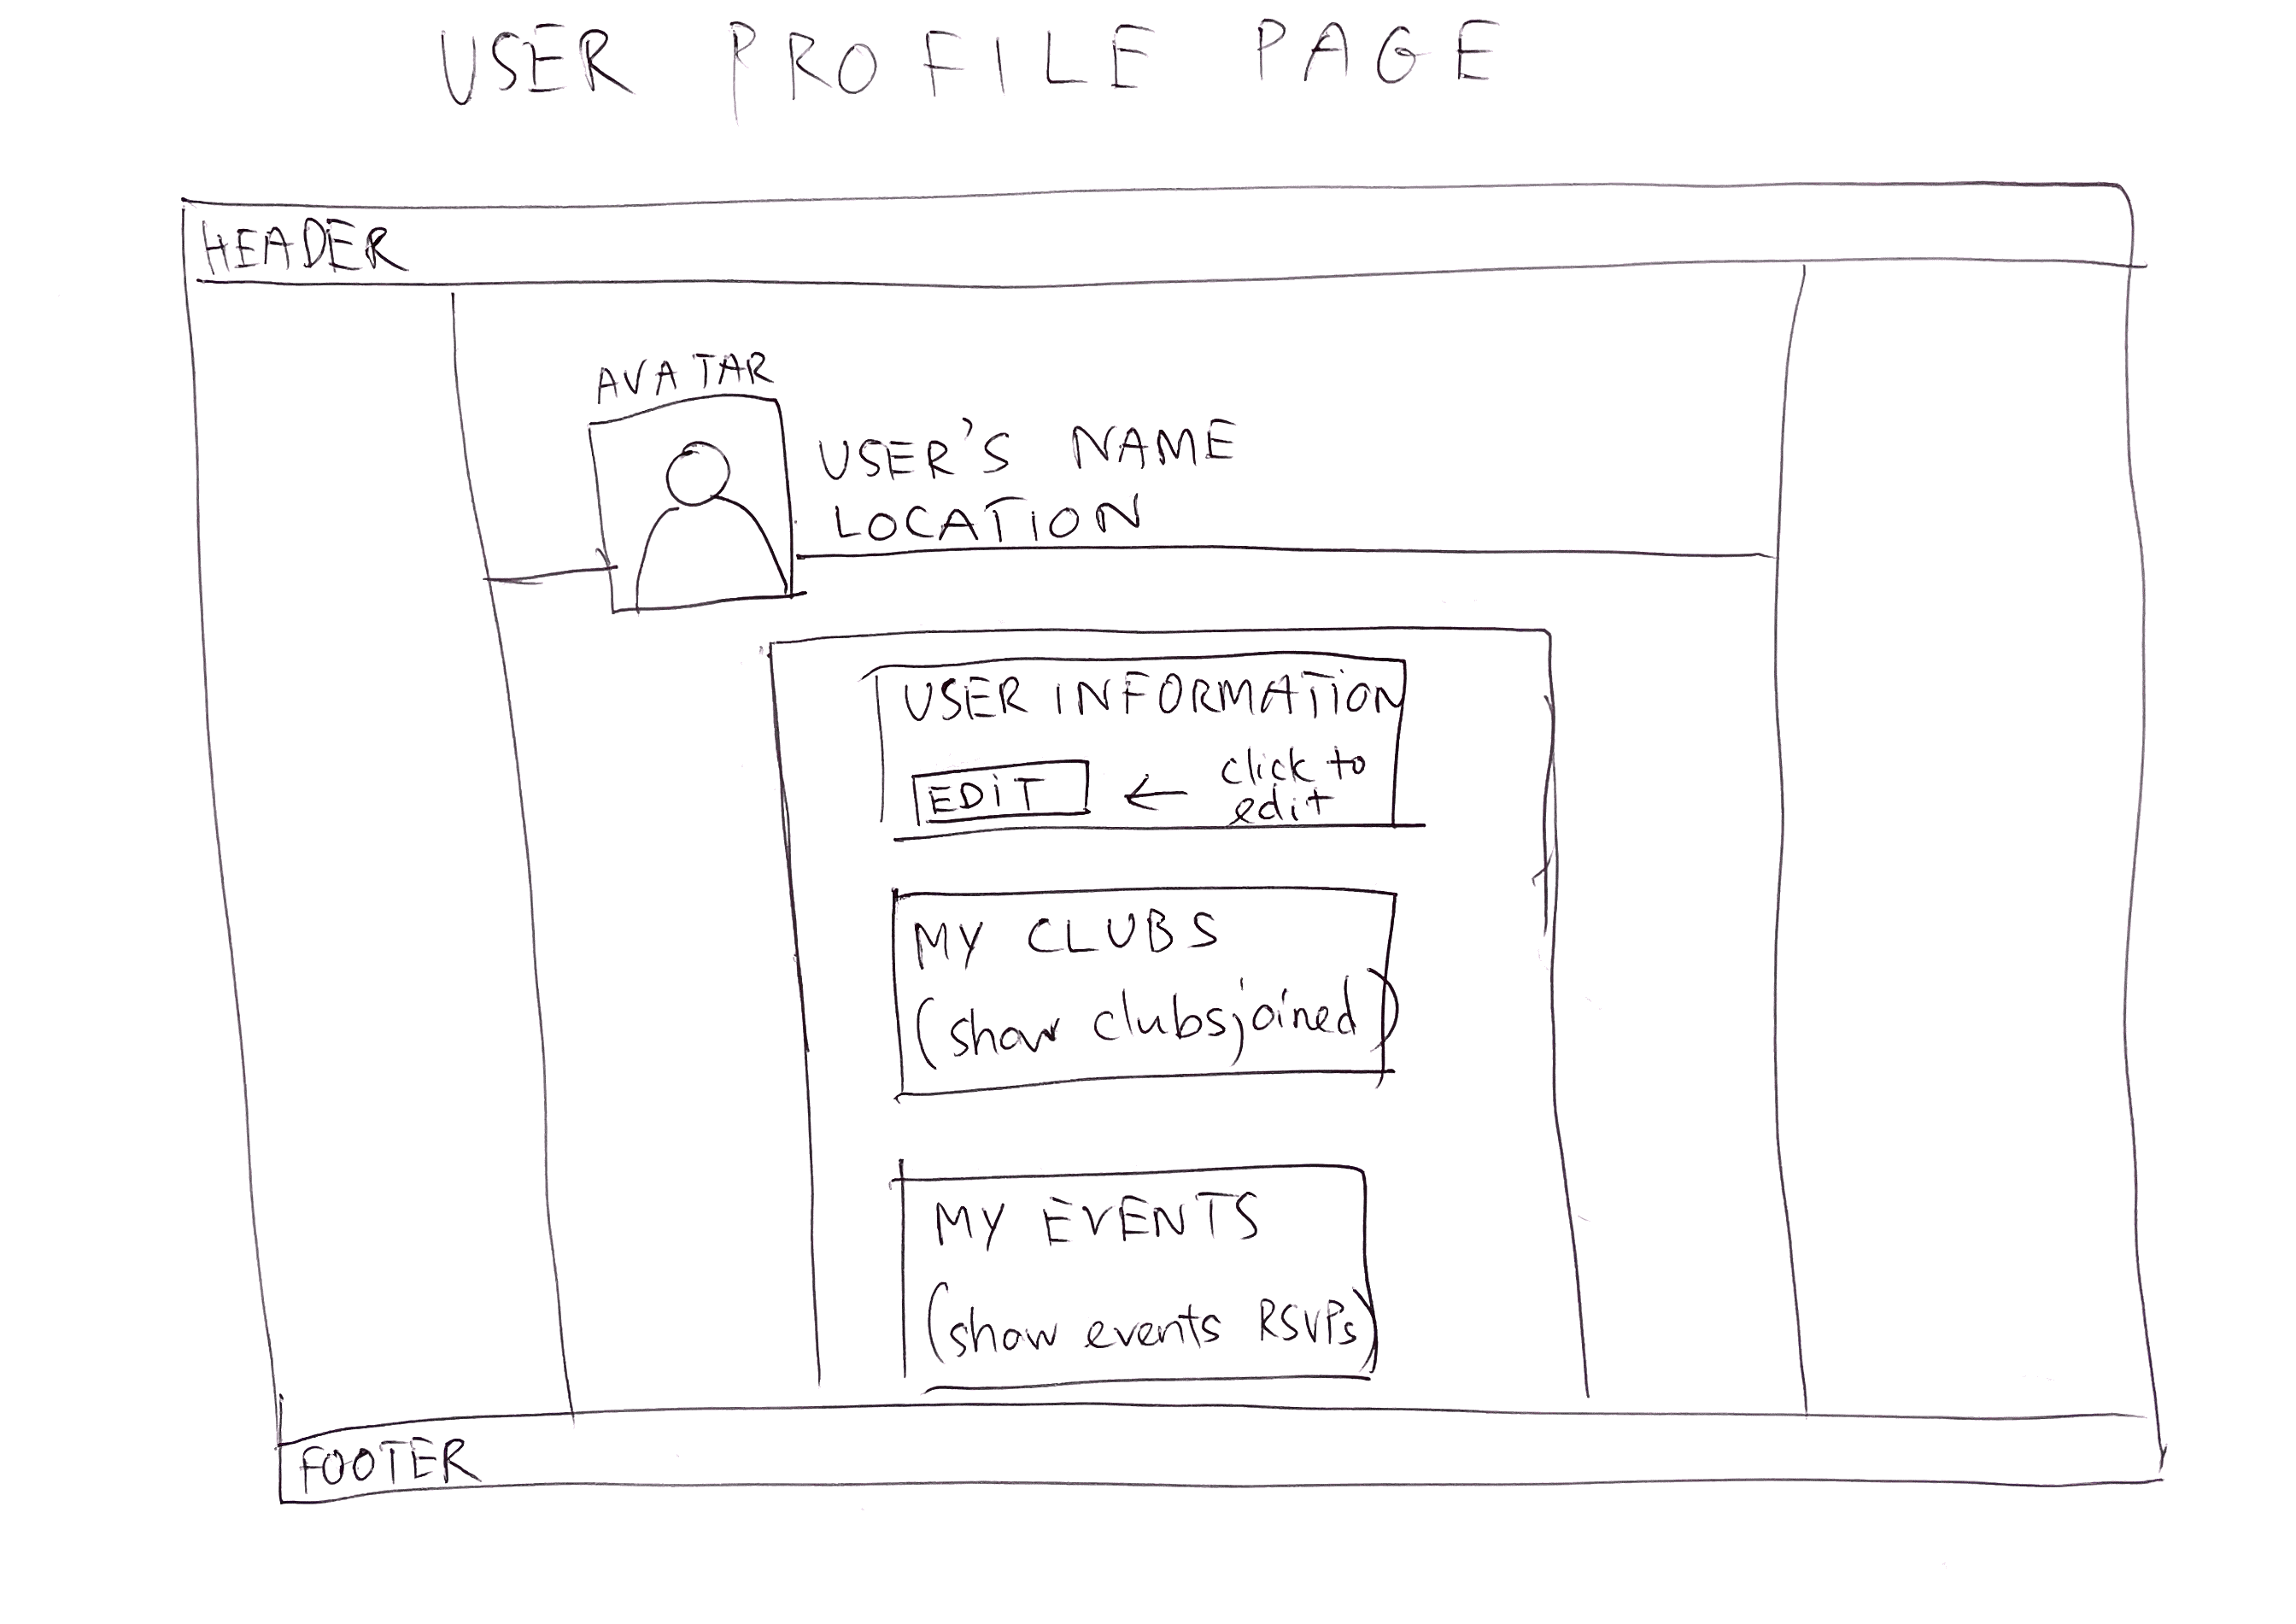 USER PROFILE PAGE
HEADER
AVATAR
USER'S NAME
LOCATION
USER INFORMATION
EDIT ← click to
edit
MY CLUBS
(show clubs joined)
MY EVENTS
(show events RSVPs)
FOOTER